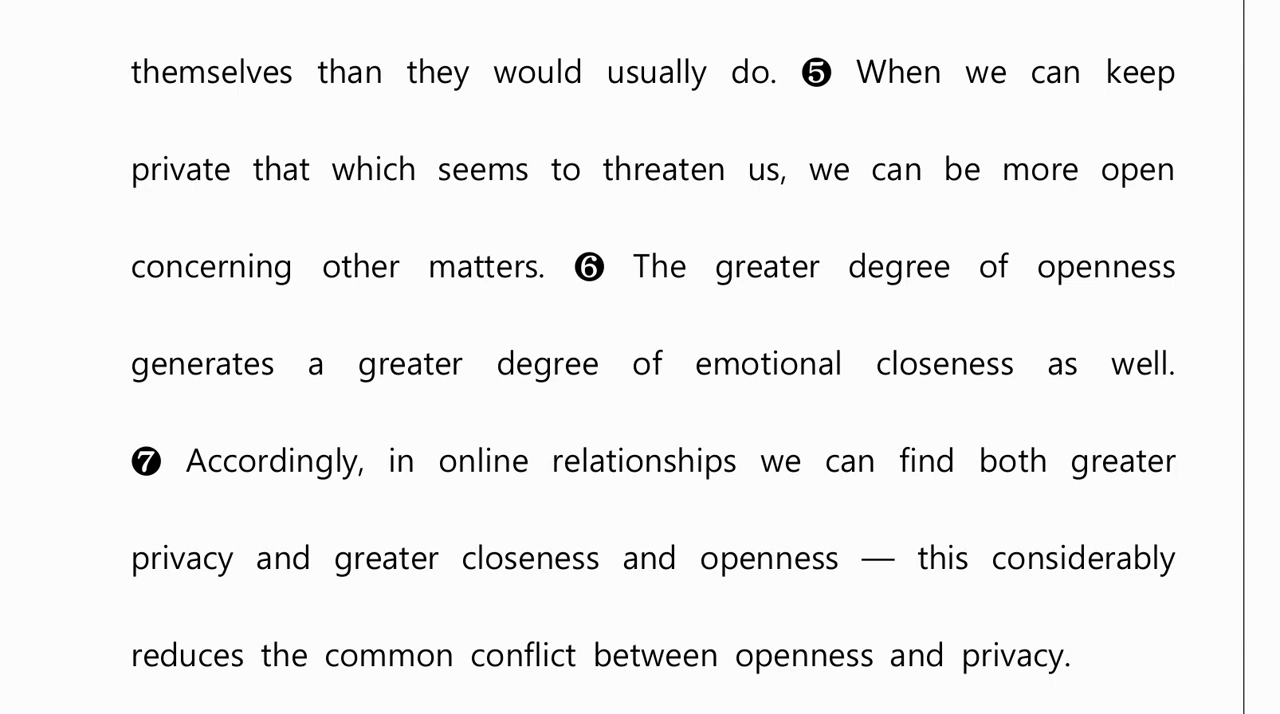 themselves than they would usually do. ❺ When we can keep
private that which seems to threaten us, we can be more open
concerning other matters. ❻ The greater degree of openness
generates a greater degree of emotional closeness as well.
❼ Accordingly, in online relationships we can find both greater
privacy and greater closeness and openness — this considerably
reduces the common conflict between openness and privacy.